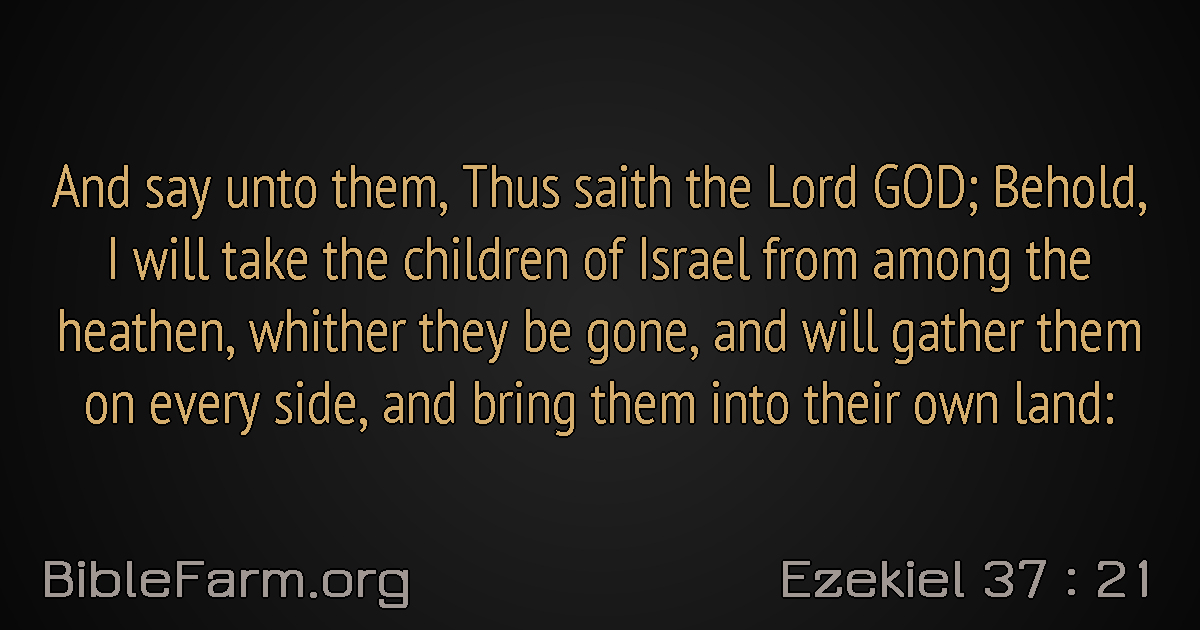 And say unto them, Thus saith the Lord GOD; Behold,
I will take the children of Israel from among the
heathen, whither they be gone, and will gather them
on every side, and bring them into their own land:
BibleFarm.org
Ezekiel 37 : 21